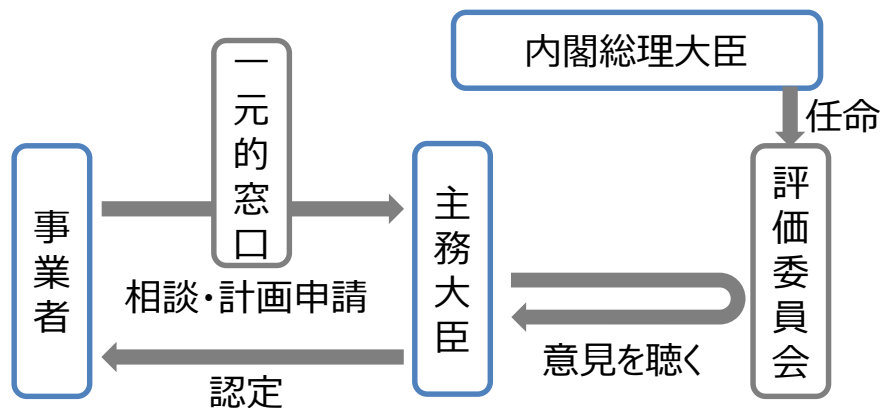 内閣総理大臣
任命
一元的窓口
事業者
主務大臣
評価委員会
相談・計画申請
意見を聴く
認定